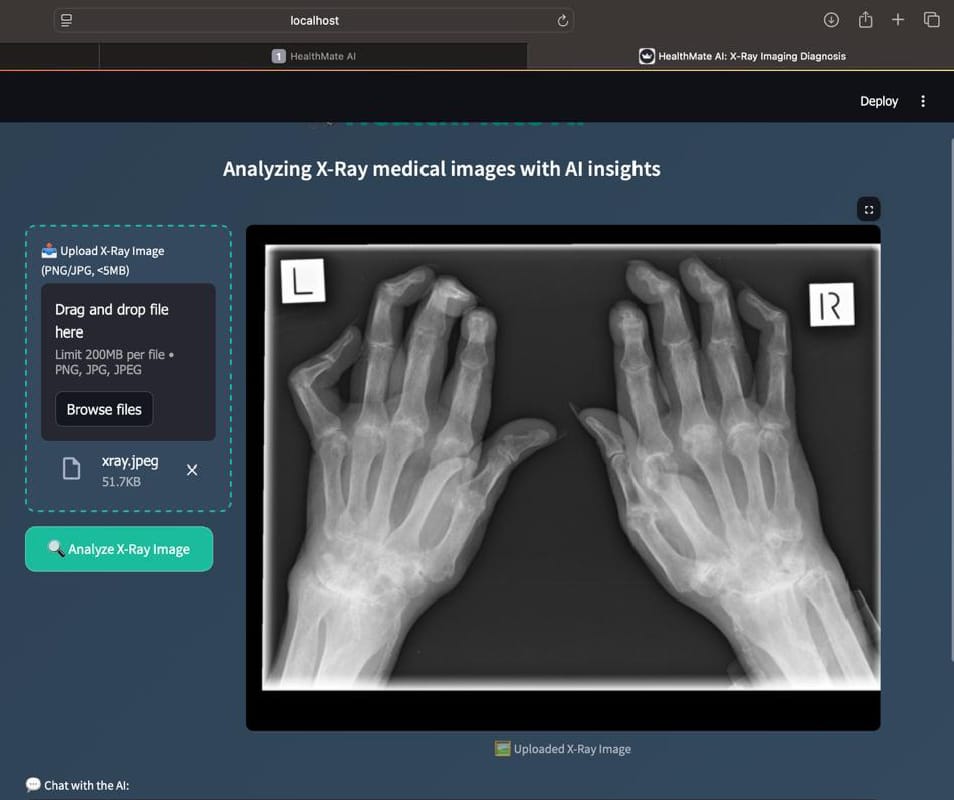 localhost
1 HealthMate AI
HealthMate AI: X-Ray Imaging Diagnosis
Deploy
Analyzing X-Ray medical images with AI insights
Upload X-Ray Image
(PNG/JPG, <5MB)
Drag and drop file
here
Limit 200MB per file •
PNG, JPG, JPEG
Browse files
xray.jpeg
51.7KB
Analyze X-Ray Image
L
R
Uploaded X-Ray Image
Chat with the AI: